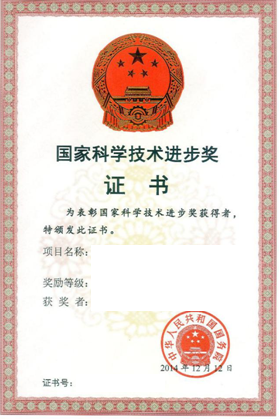 国家科学技术进步奖
证 书
为表彰国家科学技术进步奖获得者，
特颁发此证书。
项目名称：
奖励等级：
获 奖 者：
中华人民共和国国务院
2014年12月12日
证书号：